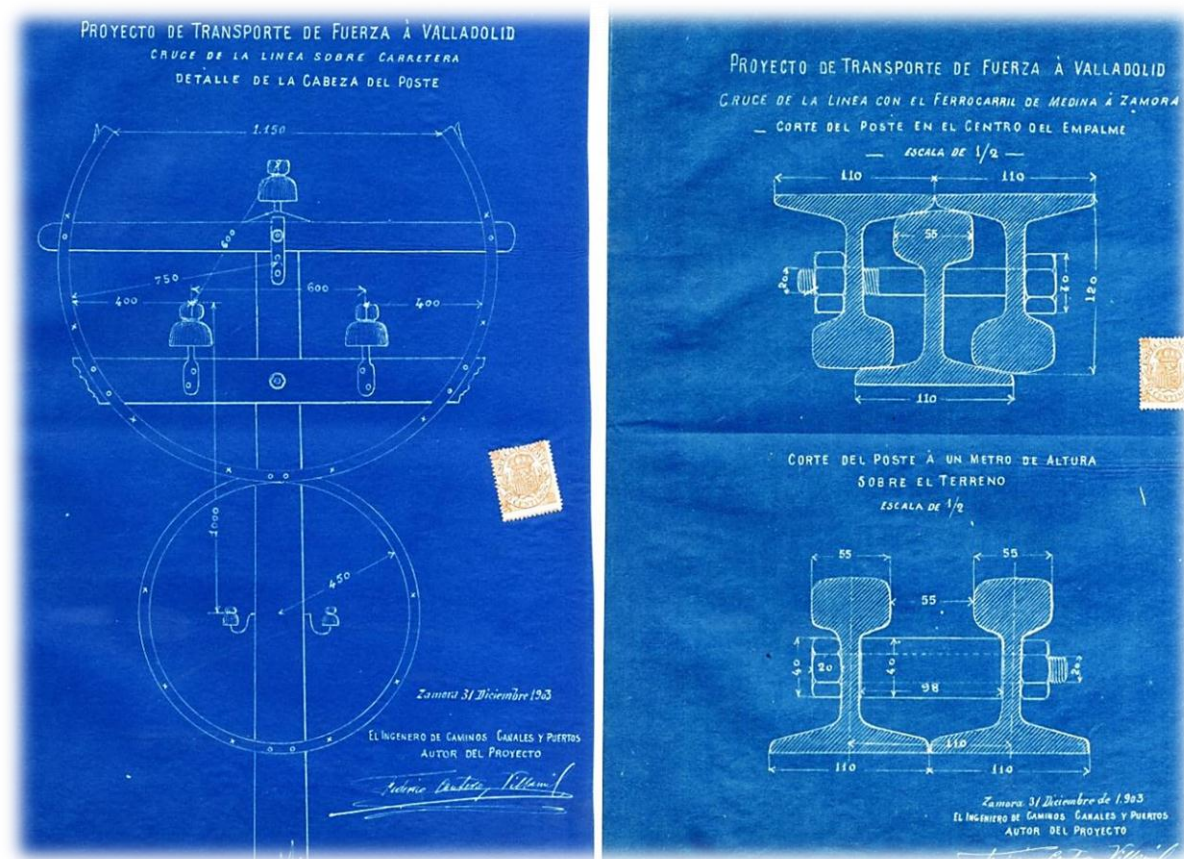 PROYECTO DE TRANSPORTE DE FUERZA À VALLADOLID
CRUCE DE LA LINEA SOBRE CARRETERA
DETALLE DE LA CABEZA DEL POSTE
1.150
600
750
600
400
400
1000
450
Zamora 31 Diciembre 1903
EL INGENERO DE CAMINOS CANALES Y PUERTOS
AUTOR DEL PROYECTO
Federico Cantero Villamil
PROYECTO DE TRANSPORTE DE FUERZA À VALLADOLID
CRUCE DE LA LINEA CON EL FERROCARRIL DE MEDINA À ZAMORA
— CORTE DEL POSTE EN EL CENTRO DEL EMPALME
— ESCALA DE 1/2 —
110 110
55
20
40
120
110
CORTE DEL POSTE À UN METRO DE ALTURA
SOBRE EL TERRENO
ESCALA DE 1/2
55 55
55
40 20 40 20
98
110
110 110
Zamora 31 Diciembre de 1.903
EL INGENIERO DE CAMINOS CANALES Y PUERTOS
AUTOR DEL PROYECTO